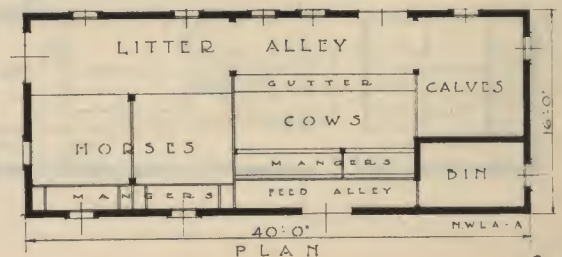 LITTER ALLEY
GUTTER
CALVES
COWS
HORSES
MANGERS
BIN
MANGERS
FEED ALLEY
16'-0"
N.W.L.A-A
40'-0"
PLAN